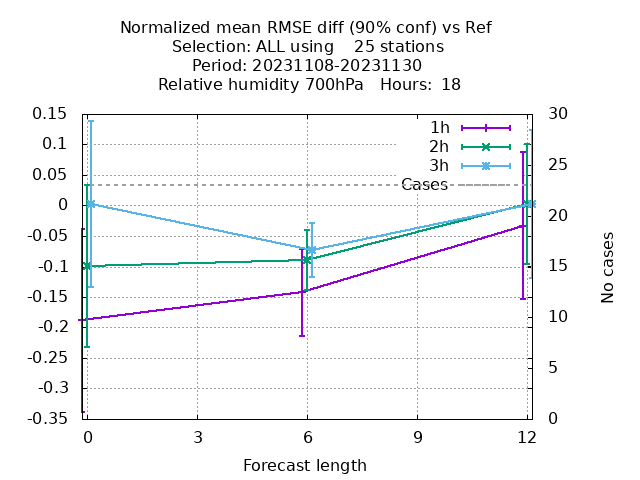 Normalized mean RMSE diff (90% conf) vs Ref
Selection: ALL using    25 stations
Period: 20231108-20231130
Relative humidity 700hPa   Hours:  18
0.15
0.1
0.05
0
-0.05
-0.1
-0.15
-0.2
-0.25
-0.3
-0.35
30
25
20
15
10
5
0
1h
2h
3h
Cases
No cases
0
3
6
9
12
Forecast length